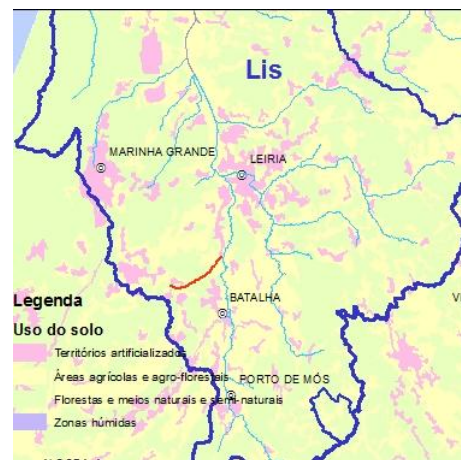 Lis
MARINHA GRANDE
LEIRIA
BATALHA
Legenda
Uso do solo
Territórios artificializados
Áreas agrícolas e agro-florestais
PORTO DE MÓS
Florestas e meios naturais e semi-naturais
Zonas húmidas